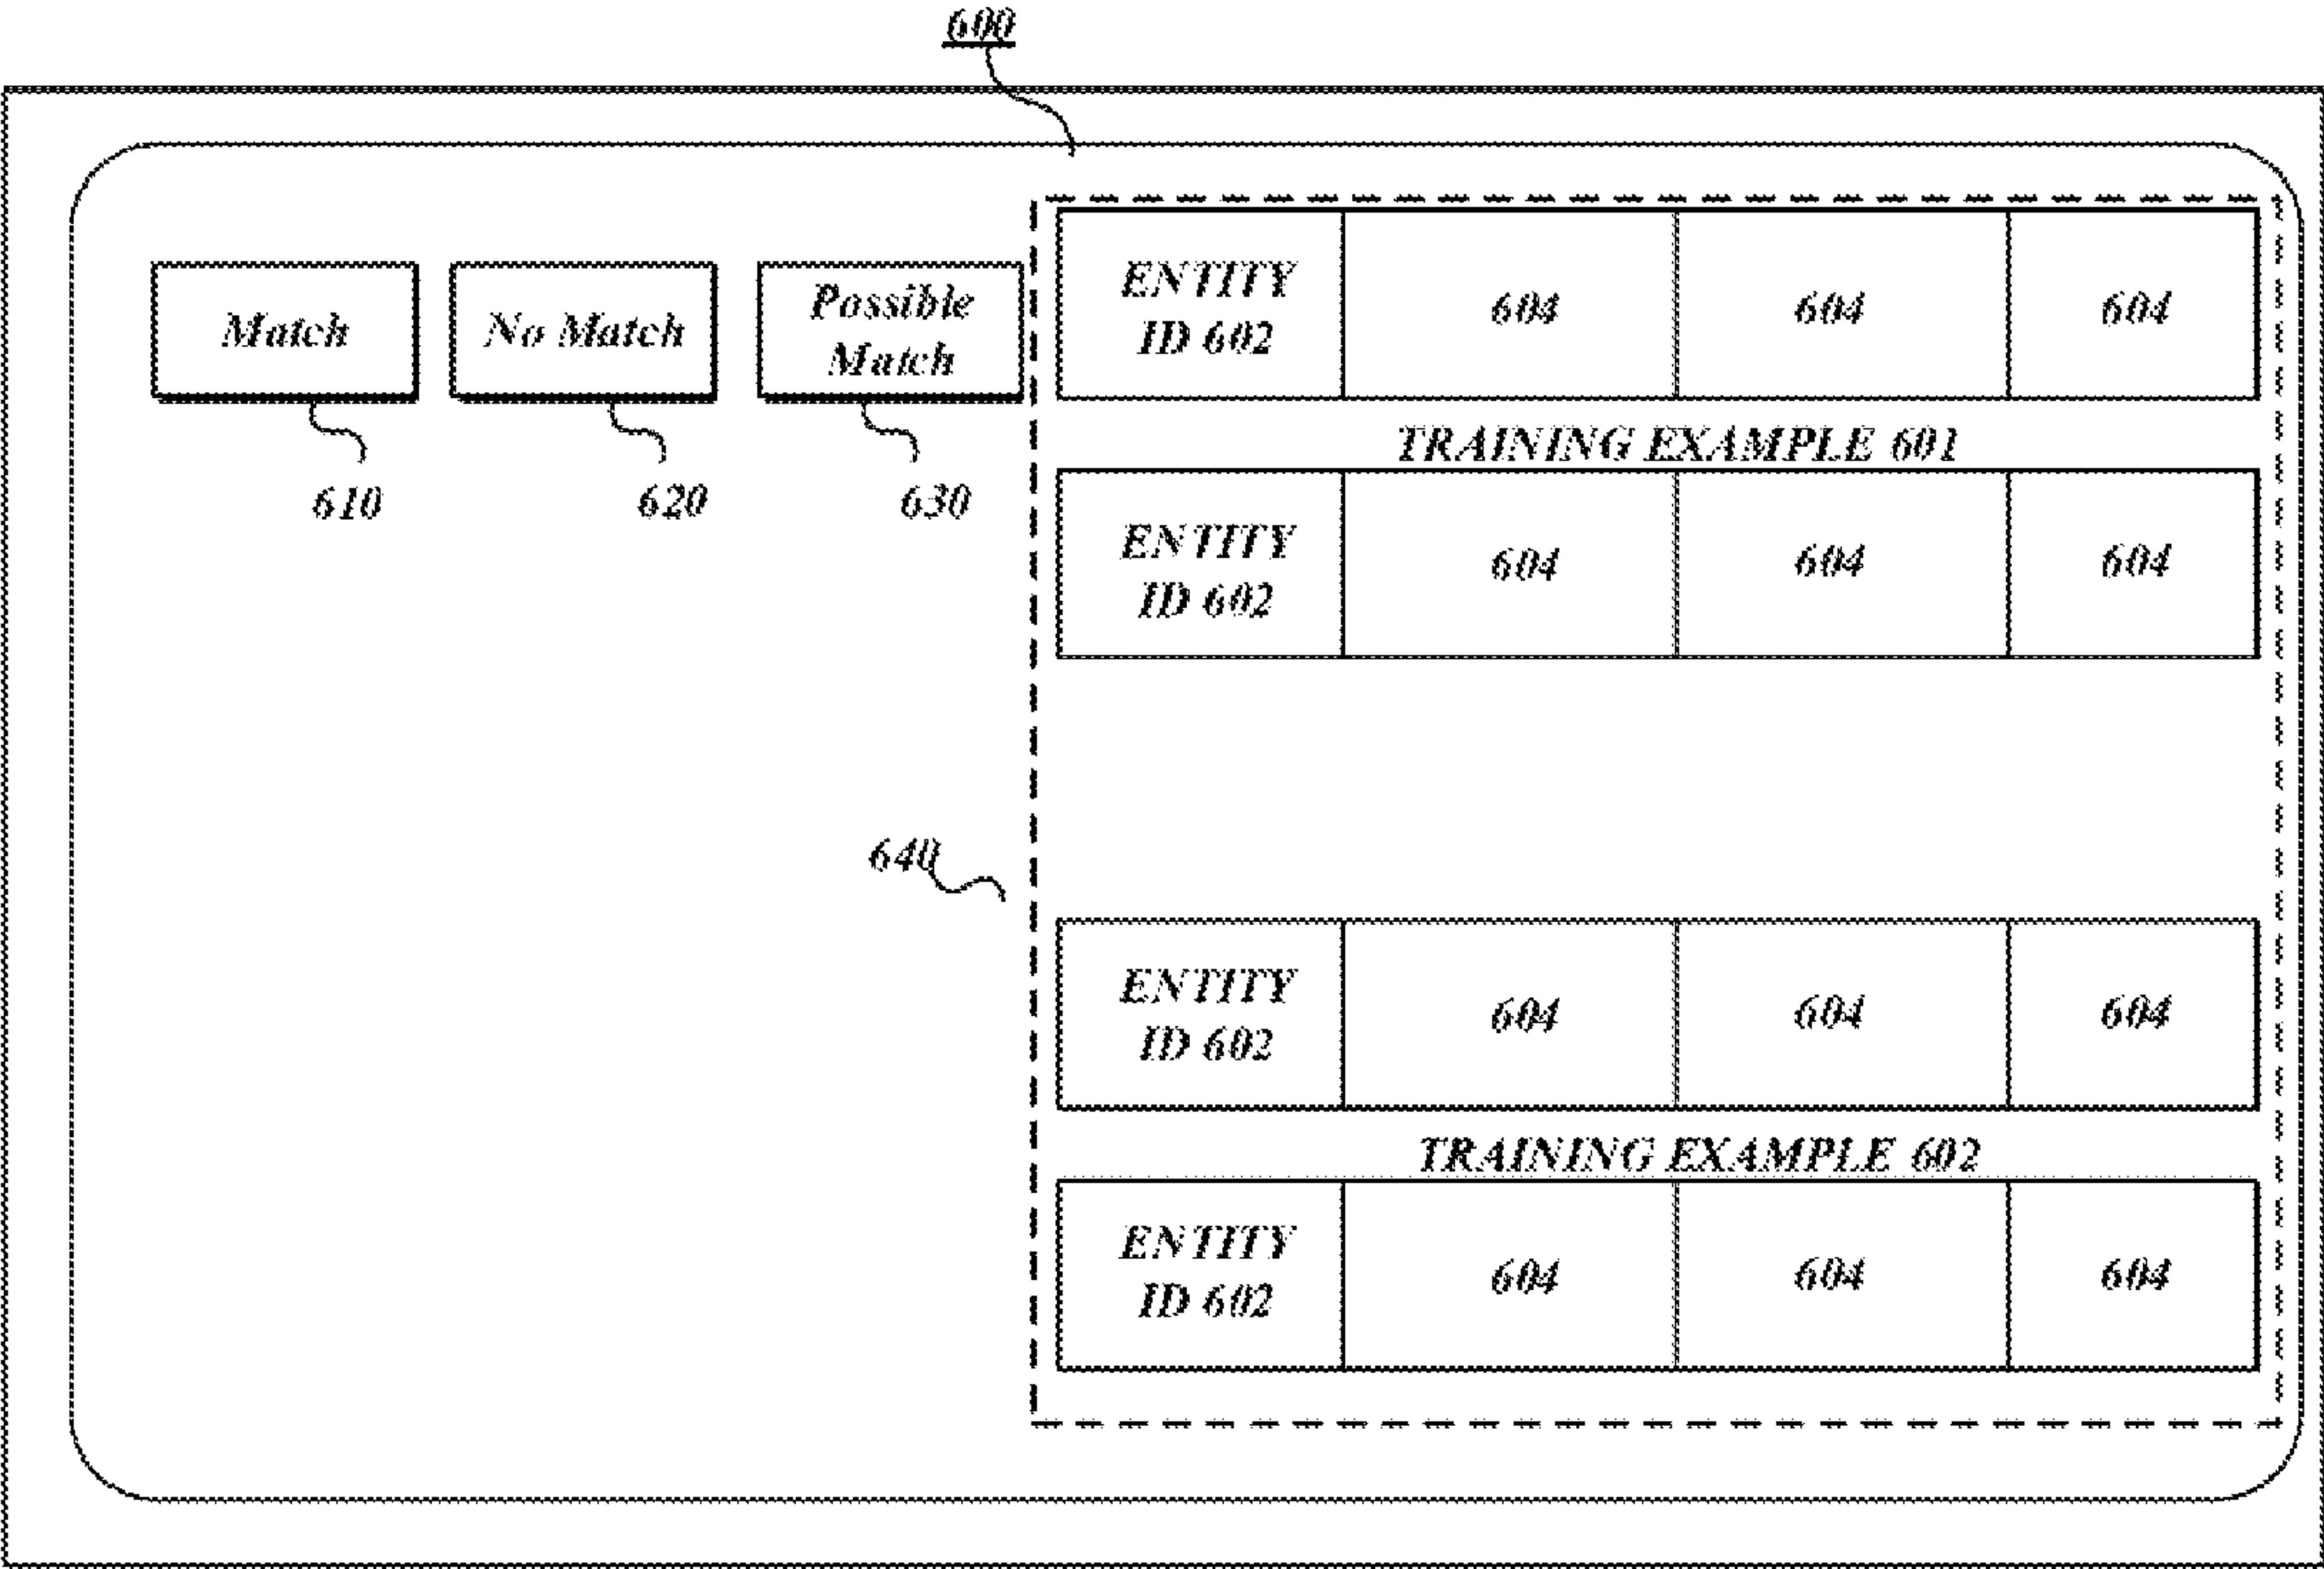 600
Match
No Match
Possible
Match
610
620
630
ENTITY
ID 602
604
604
604
TRAINING EXAMPLE 601
ENTITY
ID 602
604
604
604
640
ENTITY
ID 602
604
604
604
TRAINING EXAMPLE 602
ENTITY
ID 602
604
604
604